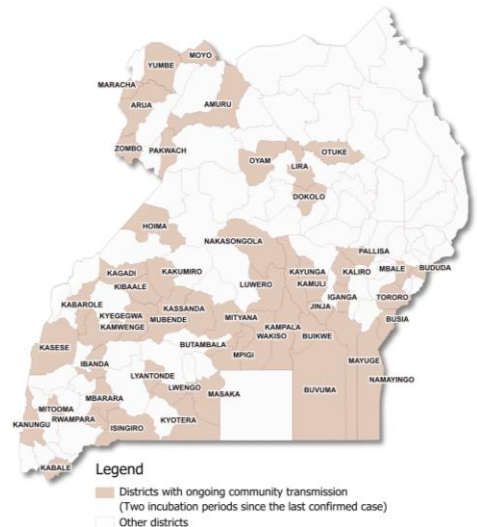 MOYO
YUMBE
MARACHA
ARUA
AMURU
ZOMBO
PAKWACH
OYAM
LIRA
OTUKE
DOKOLO
HOIMA
NAKASONGOLA
PALLISA
KAGADI
KAKUMIRO
LUWERO
KAYUNGA
KALIRO
MBALE
BUDUDA
KIBAALE
KAMULI
KABAROLE
KYEGEGWA
KASSANDA
IGANGA
TORORO
KAMWENGE
MUBENDE
MITYANA
JINJA
KAMPALA
BUSIA
KASESE
BUTAMBALA
WAKISO
BUIKWE
IBANDA
MPIGI
MAYUGE
LYANTONDE
NAMAYINGO
MBARARA
LWENGO
MASAKA
BUVUMA
MITOOMA
RWAMPARA
KYOTERA
KANUNGU
ISINGIRO
KABALE
Legend
Districts with ongoing community transmission
(Two incubation periods since the last confirmed case)
Other districts